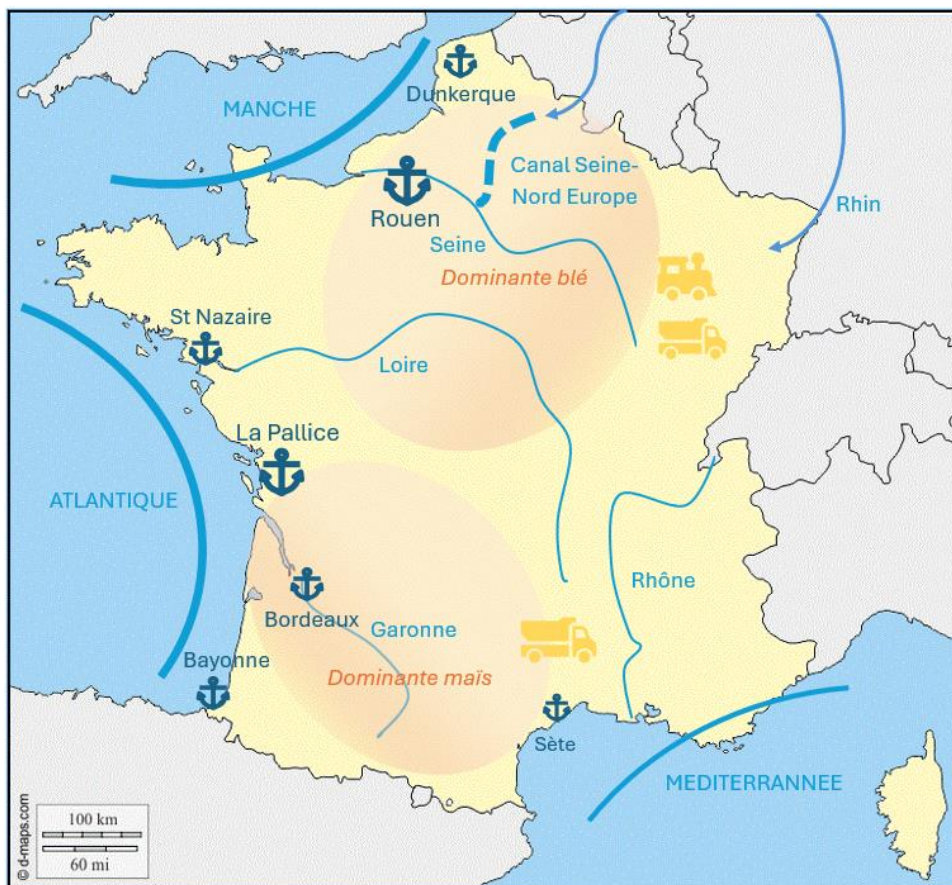 MANCHE
Dunkerque
Canal Seine-
Nord Europe
Rouen
Rhin
Seine
Dominante blé
St Nazaire
Loire
La Pallice
ATLANTIQUE
Rhône
Bordeaux
Garonne
Bayonne
Dominante maïs
Sète
MEDITERRANNEE
100 km
60 mi
© d-maps.com